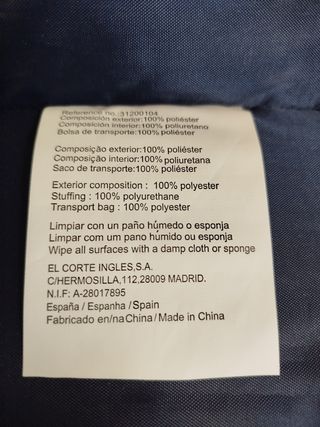 Reference no.:31200104
Composición exterior:100% poliéster
Composición interior:100% poliuretano
Bolsa de transporte:100% poliéster
Composição exterior:100% poliéster
Composição interior:100% poliuretana
Saco de transporte:100% poliéster
Exterior composition : 100% polyester
Stuffing : 100% polyurethane
Transport bag : 100% polyester
Limpiar con un paño húmedo o esponja
Limpar com um pano húmido ou esponja
Wipe all surfaces with a damp cloth or sponge
EL CORTE INGLES,S.A.
C/HERMOSILLA,112,28009 MADRID.
N.I.F: A-28017895
España / Espanha /Spain
Fabricado en/na China / Made in China